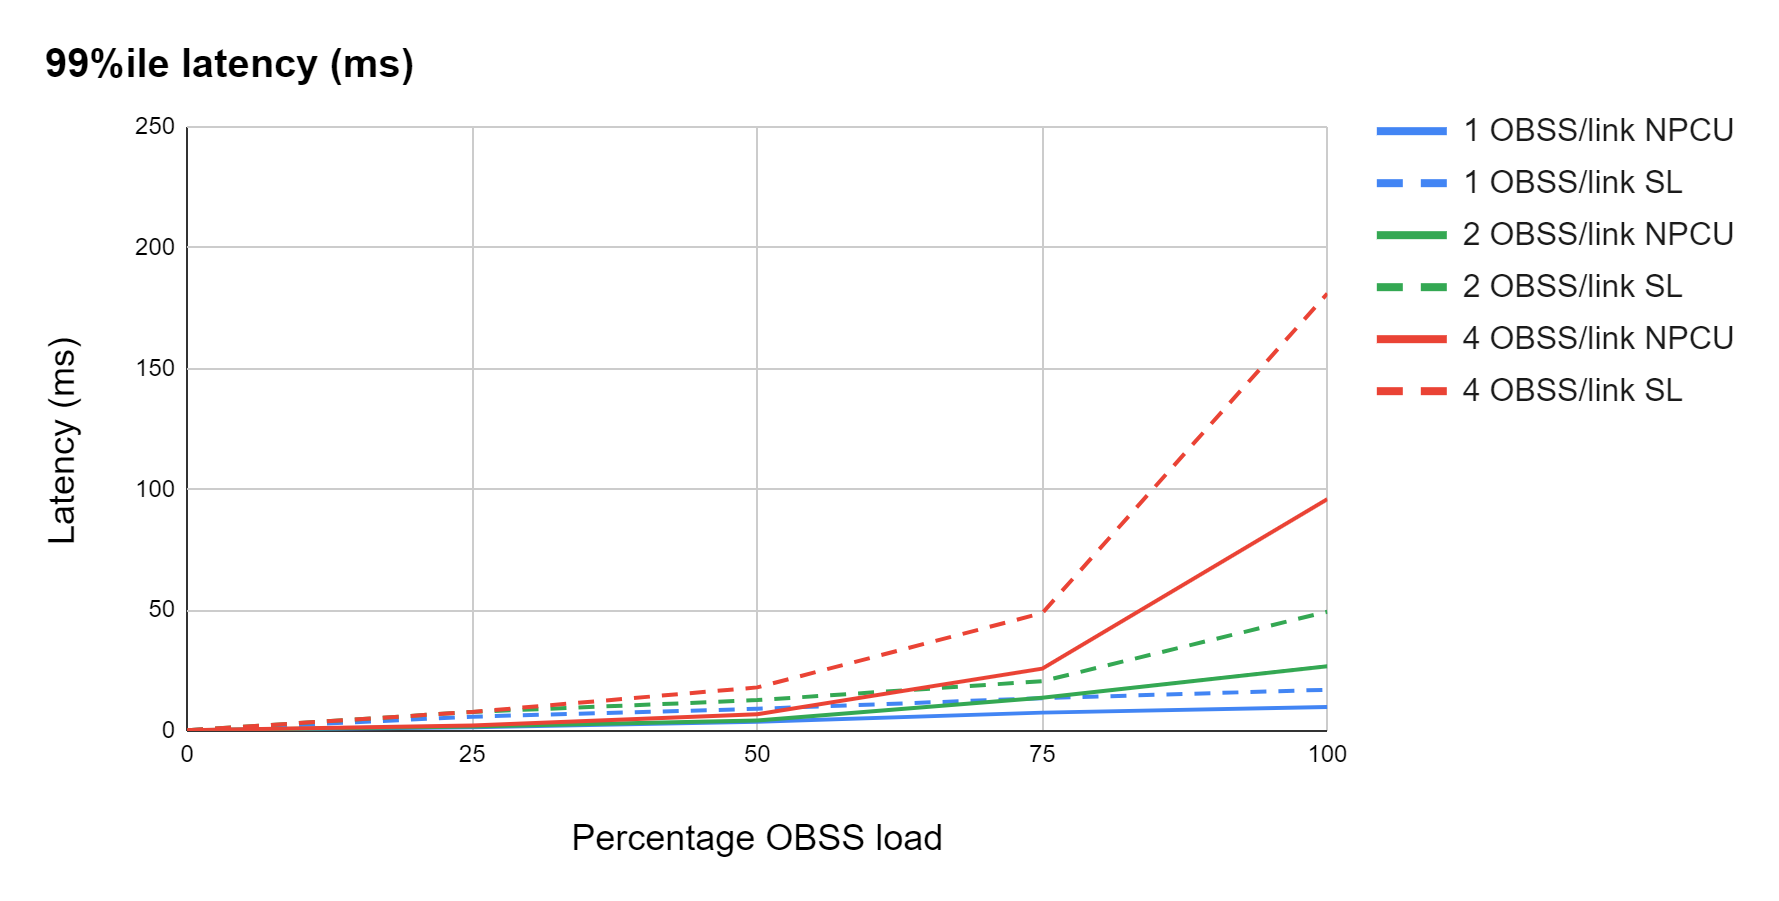 99%ile latency (ms)
250
200
150
100
50
0
Latency (ms)
0 25 50 75 100
Percentage OBSS load
1 OBSS/link NPCU
1 OBSS/link SL
2 OBSS/link NPCU
2 OBSS/link SL
4 OBSS/link NPCU
4 OBSS/link SL